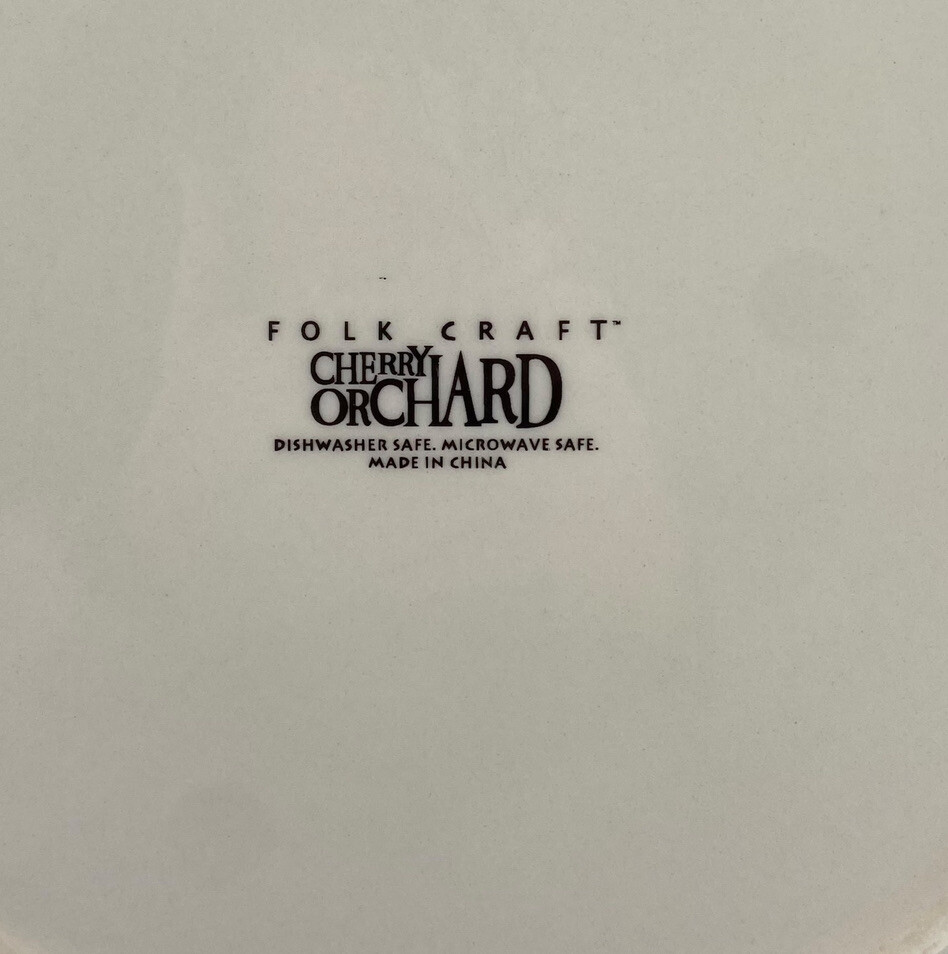 FOLK CRAFT™
CHERRY
ORCHARD
DISHWASHER SAFE. MICROWAVE SAFE.
MADE IN CHINA